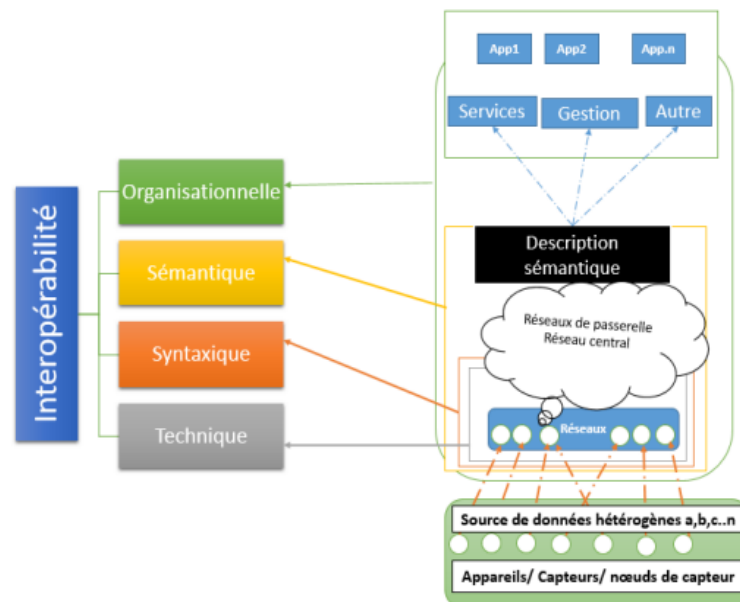 App1
App2
App.n
Services
Gestion
Autre
Interopérabilité
Organisationnelle
Sémantique
Syntaxique
Technique
Description
sémantique
Réseaux de passerelle
Réseau central
Réseaux
Source de données hétérogènes a,b,c..n
Appareils/ Capteurs/ nœuds de capteur